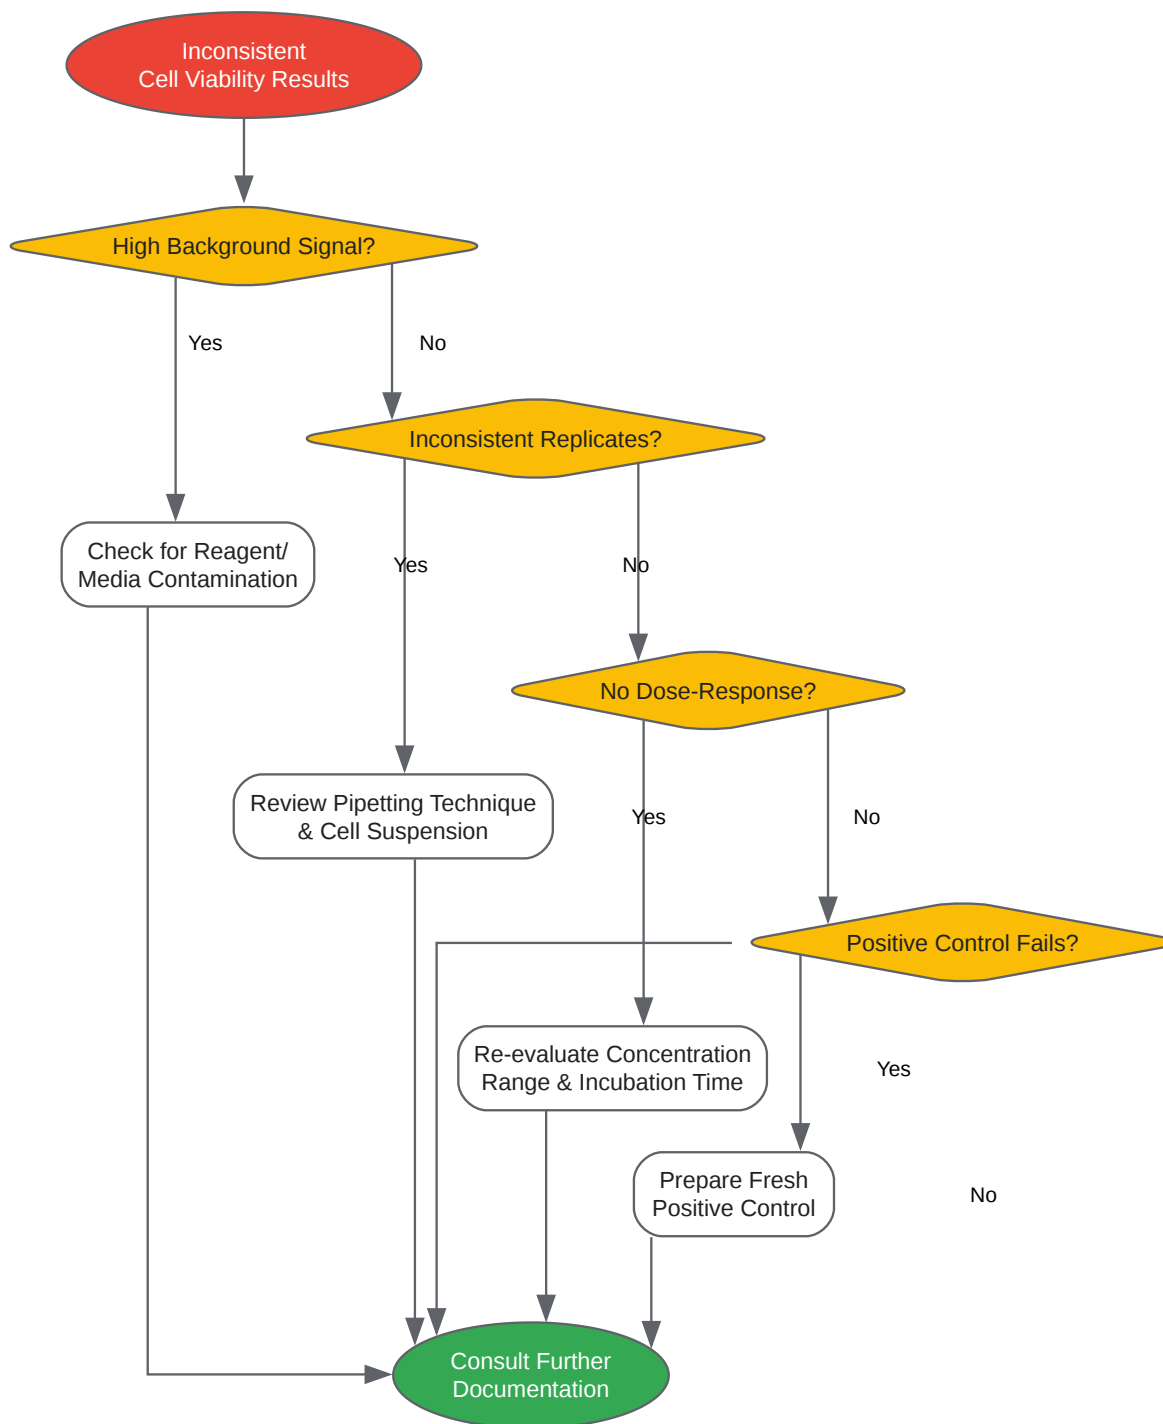 Inconsistent
Cell Viability Results
High Background Signal?
Yes
No
Inconsistent Replicates?
Check for Reagent/
Media Contamination
Yes
No
No Dose-Response?
Review Pipetting Technique
& Cell Suspension
Yes
No
Positive Control Fails?
Re-evaluate Concentration
Range & Incubation Time
Yes
Prepare Fresh
Positive Control
No
Consult Further
Documentation